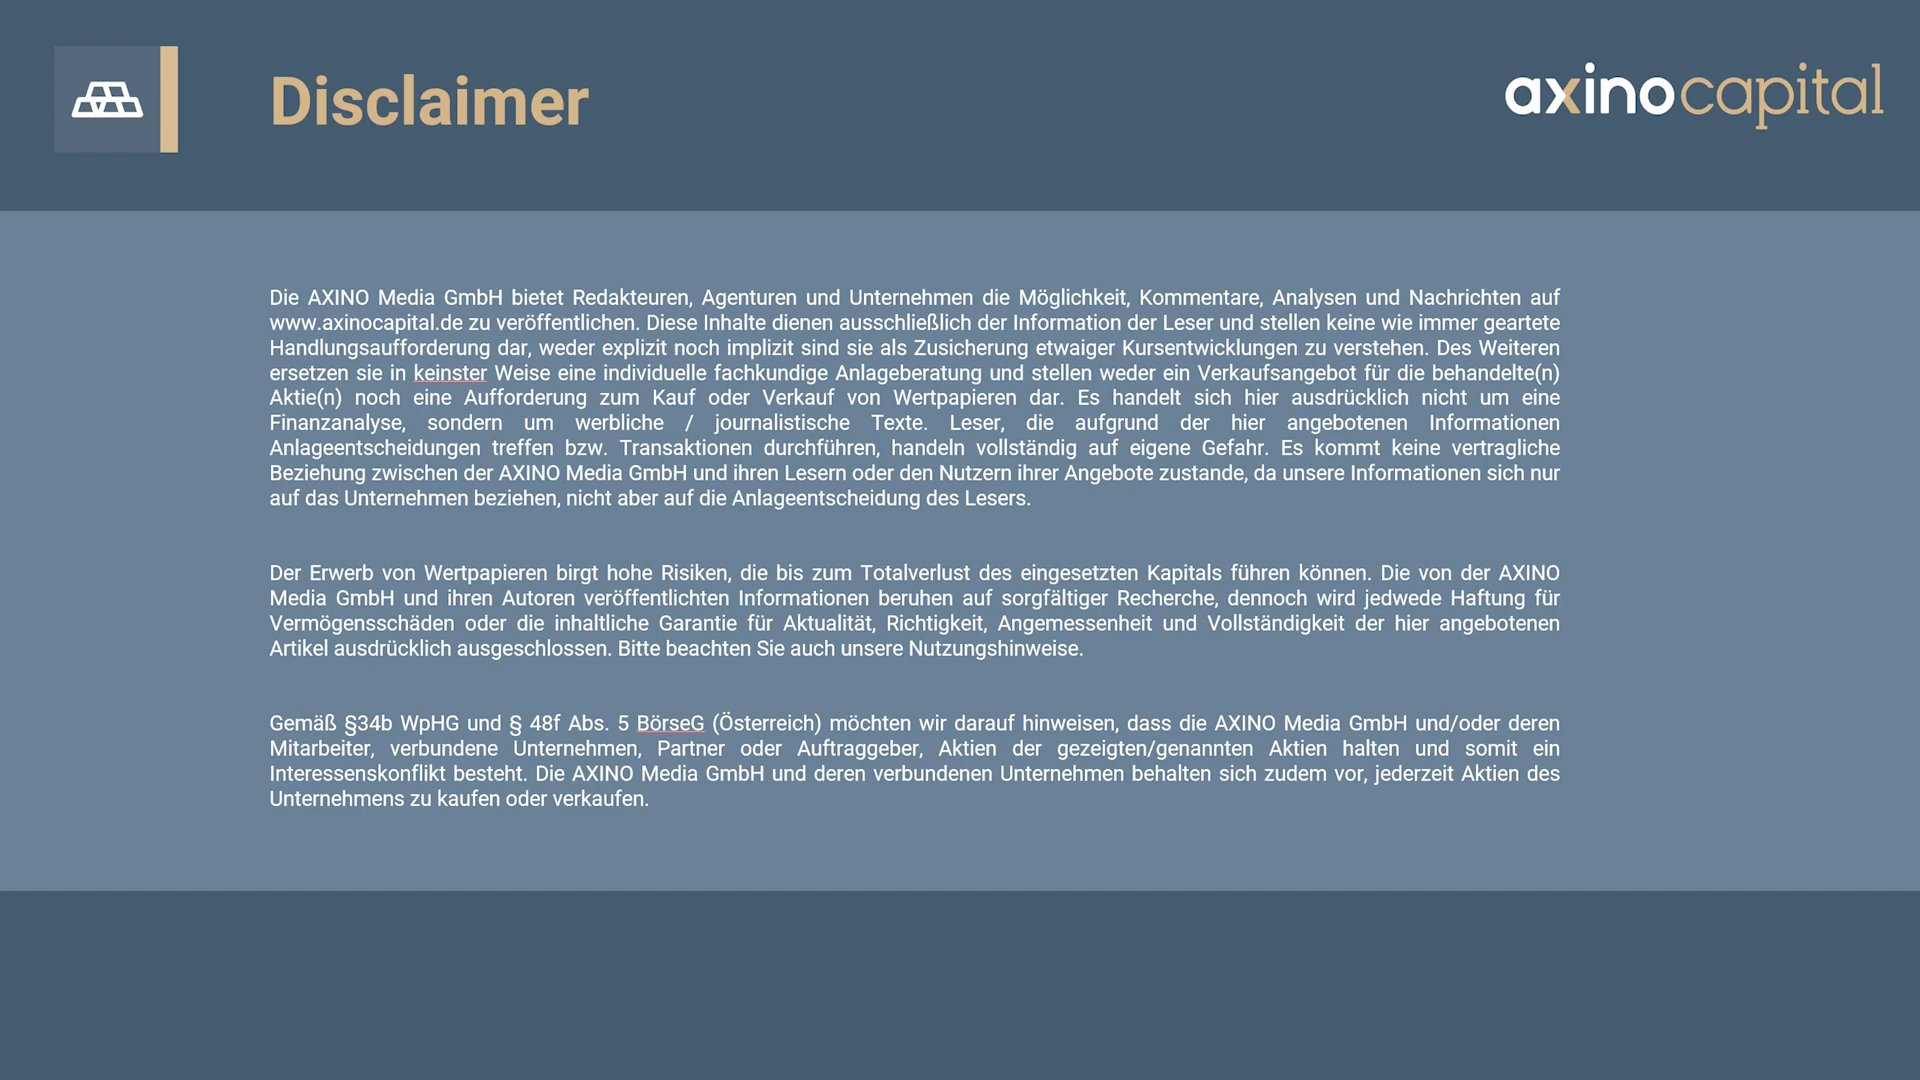 Disclaimer
axinocapital
Die AXINO Media GmbH bietet Redakteuren, Agenturen und Unternehmen die Möglichkeit, Kommentare, Analysen und Nachrichten auf
www.axinocapital.de zu veröffentlichen. Diese Inhalte dienen ausschließlich der Information der Leser und stellen keine wie immer geartete
Handlungsaufforderung dar, weder explizit noch implizit sind sie als Zusicherung etwaiger Kursentwicklungen zu verstehen. Des Weiteren
ersetzen sie in keinster Weise eine individuelle fachkundige Anlageberatung und stellen weder ein Verkaufsangebot für die behandelte(n)
Aktie(n) noch eine Aufforderung zum Kauf oder Verkauf von Wertpapieren dar. Es handelt sich hier ausdrücklich nicht um eine
Finanzanalyse, sondern um werbliche / journalistische Texte. Leser, die aufgrund der hier angebotenen Informationen
Anlageentscheidungen treffen bzw. Transaktionen durchführen, handeln vollständig auf eigene Gefahr. Es kommt keine vertragliche
Beziehung zwischen der AXINO Media GmbH und ihren Lesern oder den Nutzern ihrer Angebote zustande, da unsere Informationen sich nur
auf das Unternehmen beziehen, nicht aber auf die Anlageentscheidung des Lesers.
Der Erwerb von Wertpapieren birgt hohe Risiken, die bis zum Totalverlust des eingesetzten Kapitals führen können. Die von der AXINO
Media GmbH und ihren Autoren veröffentlichten Informationen beruhen auf sorgfältiger Recherche, dennoch wird jedwede Haftung für
Vermögensschäden oder die inhaltliche Garantie für Aktualität, Richtigkeit, Angemessenheit und Vollständigkeit der hier angebotenen
Artikel ausdrücklich ausgeschlossen. Bitte beachten Sie auch unsere Nutzungshinweise.
Gemäß §34b WpHG und § 48f Abs. 5 BörseG (Österreich) möchten wir darauf hinweisen, dass die AXINO Media GmbH und/oder deren
Mitarbeiter, verbundene Unternehmen, Partner oder Auftraggeber, Aktien der gezeigten/genannten Aktien halten und somit ein
Interessenskonflikt besteht. Die AXINO Media GmbH und deren verbundenen Unternehmen behalten sich zudem vor, jederzeit Aktien des
Unternehmens zu kaufen oder verkaufen.